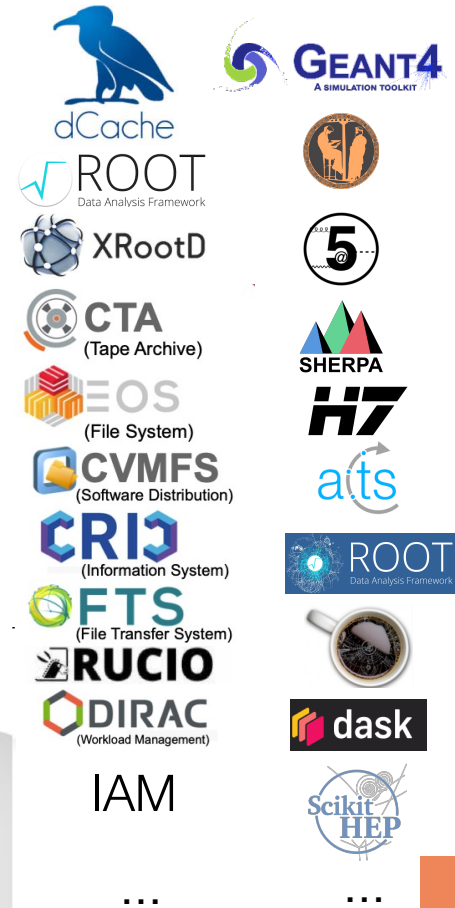 dCache
ROOT
Data Analysis Framework
XRootD
CTA
(Tape Archive)
EOS
(File System)
CVMFS
(Software Distribution)
CRIC
(Information System)
FTS
(File Transfer System)
RUCIO
DIRAC
(Workload Management)
IAM
...
GEANT4
A SIMULATION TOOLKIT
5
@
SHERPA
H7
acts
ROOT
Data Analysis Framework
dask
Scikit
HEP
...